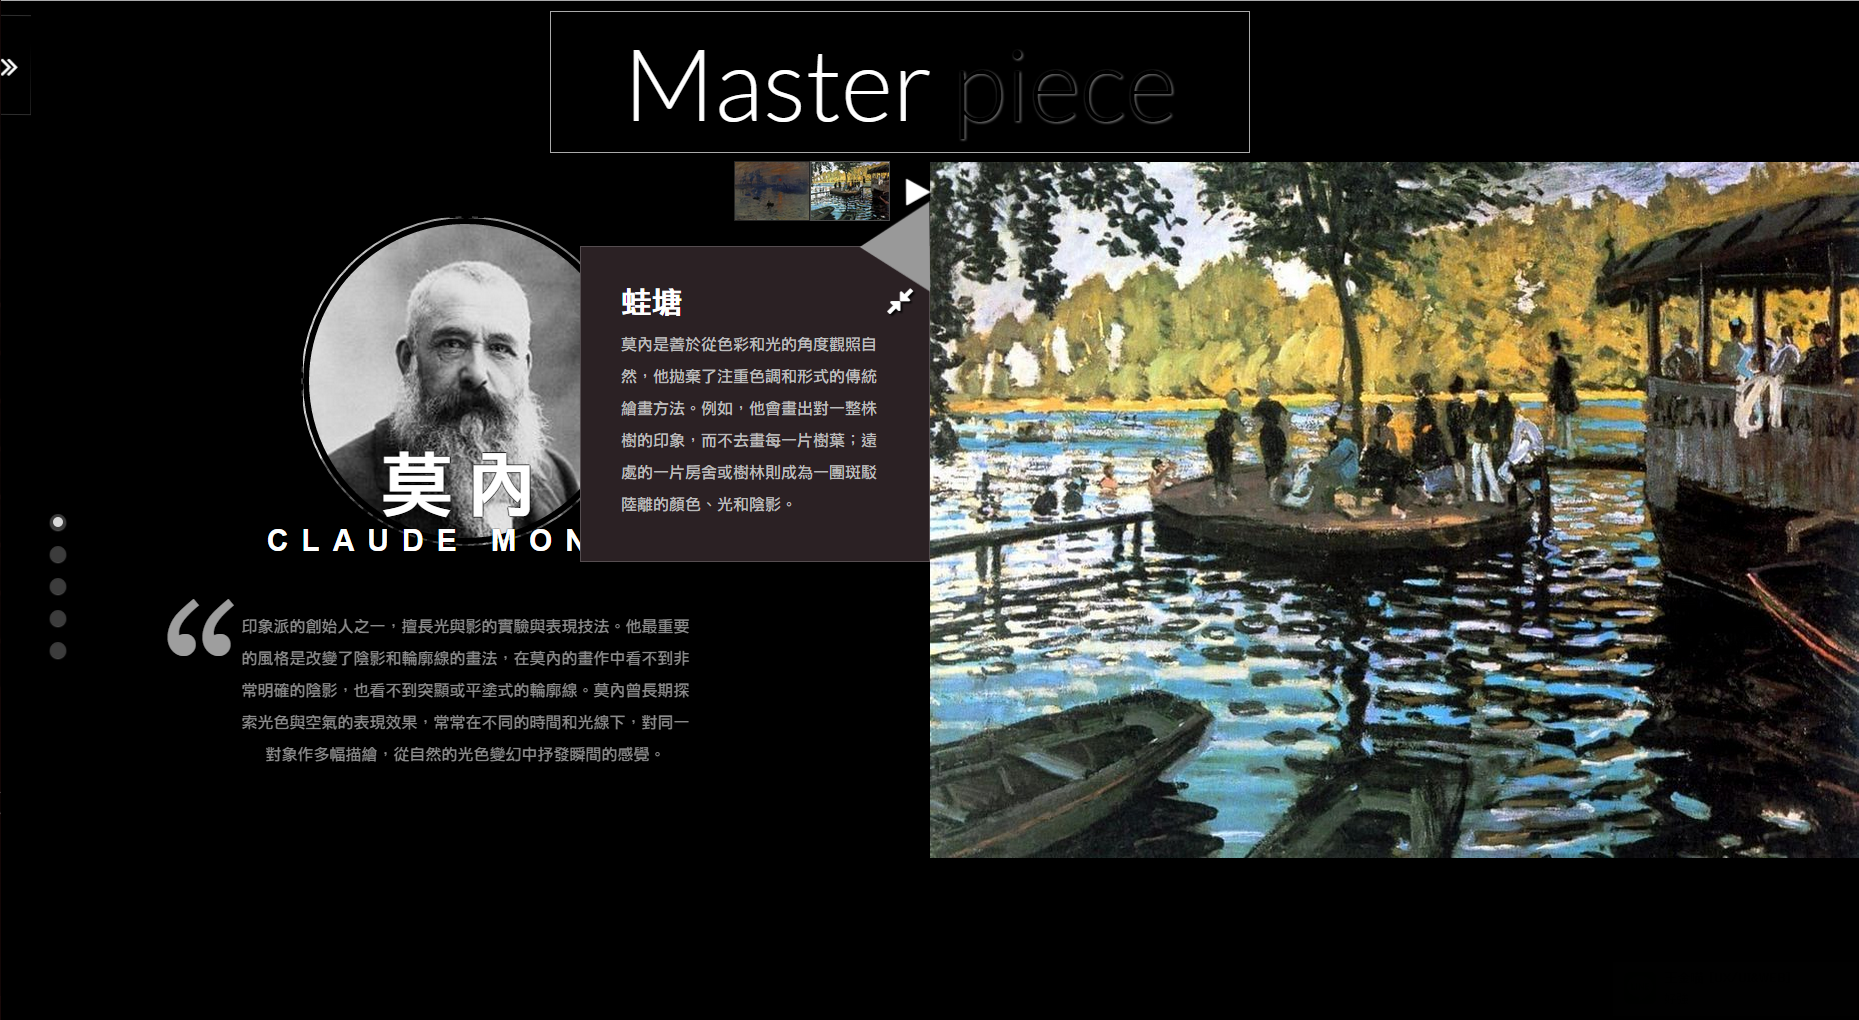 Master piece
蛙塘
莫內是善於從色彩和光的角度觀照自
然，他拋棄了注重色調和形式的傳統
繪畫方法。例如，他會畫出對一整株
樹的印象，而不去畫每一片樹葉；遠
處的一片房舍或樹林則成為一團斑駁
陸離的顏色、光和陰影。
莫內
CLAUDE MON
印象派的創始人之一，擅長光與影的實驗與表現技法。他最重要
的風格是改變了陰影和輪廓線的畫法，在莫內的畫作中看不到非
常明確的陰影，也看不到突顯或平塗式的輪廓線。莫內曾長期探
索光色與空氣的表現效果，常常在不同的時間和光線下，對同一
對象作多幅描繪，從自然的光色變幻中抒發瞬間的感覺。